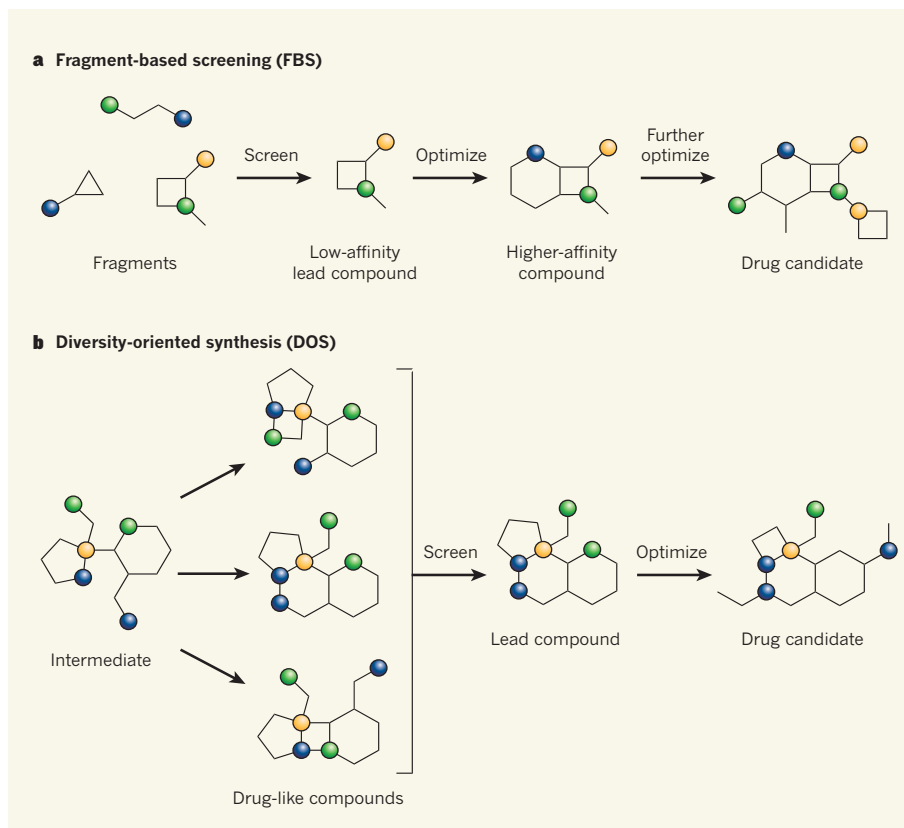 a Fragment-based screening (FBS)
Screen
Optimize
Further
optimize
Fragments
Low-affinity
lead compound
Higher-affinity
compound
Drug candidate
b Diversity-oriented synthesis (DOS)
Screen
Optimize
Intermediate
Lead compound
Drug candidate
Drug-like compounds